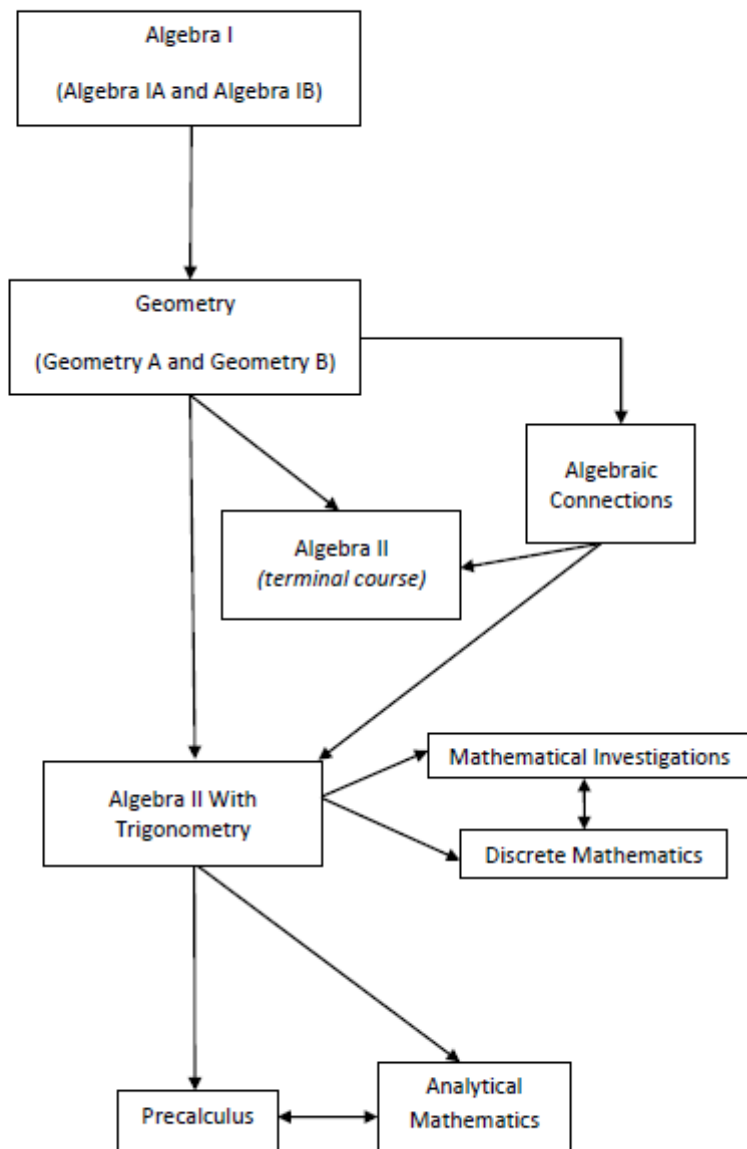 Algebra I
(Algebra IA and Algebra IB)
Geometry
(Geometry A and Geometry B)
Algebraic
Connections
Algebra II
(terminal course)
Algebra II With
Trigonometry
Mathematical Investigations
Discrete Mathematics
Precalculus
Analytical
Mathematics